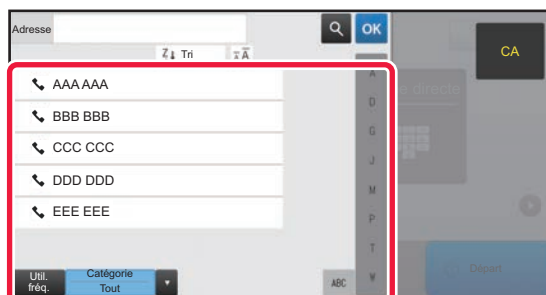 Adresse
OK
CA
Tri
AAA AAA
BBB BBB
CCC CCC
DDD DDD
EEE EEE
A
D
G
J
M
P
T
W
e directe
Util.
fréq.
Catégorie
Tout
ABC
Départ